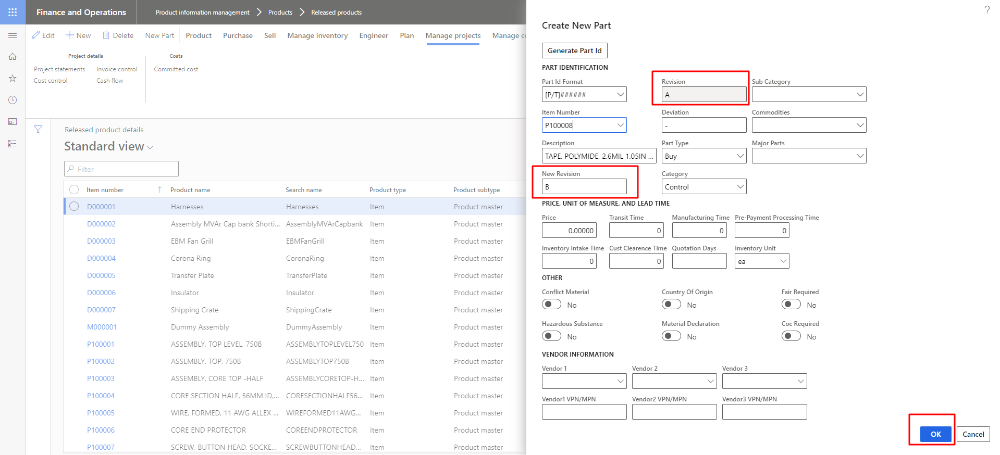 Finance and Operations
Product information management > Products > Released products
?
Edit New Delete New Part Product Purchase Sell Manage inventory Engineer Plan Manage projects Manage co
Project details
Project statements Invoice control
Cost control Cash flow
Costs
Committed cost
Released product details
Standard view
Filter
Item number ↑ Product name Search name Product type Product subtype
D000001 Harnesses Harnesses Item Product master
D000002 Assembly MVAr Cap bank Shorti... AssemblyMVArCapbank Item Product master
D000003 EBM Fan Grill EBMFanGrill Item Product master
D000004 Corona Ring CoronaRing Item Product master
D000005 Transfer Plate TransferPlate Item Product master
D000006 Insulator Insulator Item Product master
D000007 Shipping Crate ShippingCrate Item Product master
M000001 Dummy Assembly DummyAssembly Item Product master
P100001 ASSEMBLY, TOP LEVEL, 750B ASSEMBLYTOPLEVEL750 Item Product master
P100002 ASSEMBLY, TOP, 750B ASSEMBLYTOP750B Item Product master
P100003 ASSEMBLY, CORE TOP -HALF ASSEMBLYCORETOP-H... Item Product master
P100004 CORE SECTION HALF, 56MM ID,... CORESECTIONHALF56... Item Product master
P100005 WIRE, FORMED, 11 AWG ALLEX ... WIREFORMED11AWG... Item Product master
P100006 CORE END PROTECTOR COREENDPROTECTOR Item Product master
P100007 SCREW, BUTTON HEAD, SOCKE... SCREWBUTTONHEAD... Item Product master
Create New Part
Generate Part Id
PART IDENTIFICATION
Part Id Format Revision Sub Category
[P/T]###### A
Item Number Deviation Commodities
P100008 -
Description Part Type Major Parts
TAPE, POLYMIDE, 2.6MIL 1.05IN ... Buy
New Revision Category
B Control
PRICE, UNIT OF MEASURE, AND LEAD TIME
Price Transit Time Manufacturing Time Pre-Payment Processing Time
0.00000 0 0 0
Inventory Intake Time Cust Clearence Time Quotation Days Inventory Unit
0 0 ea
OTHER
Conflict Material Country Of Origin Fair Required
No No No
Hazardous Substance Material Declaration Coc Required
No No No
VENDOR INFORMATION
Vendor 1 Vendor 2 Vendor 3
Vendor1 VPN/MPN Vendor2 VPN/MPN Vendor3 VPN/MPN
OK Cancel